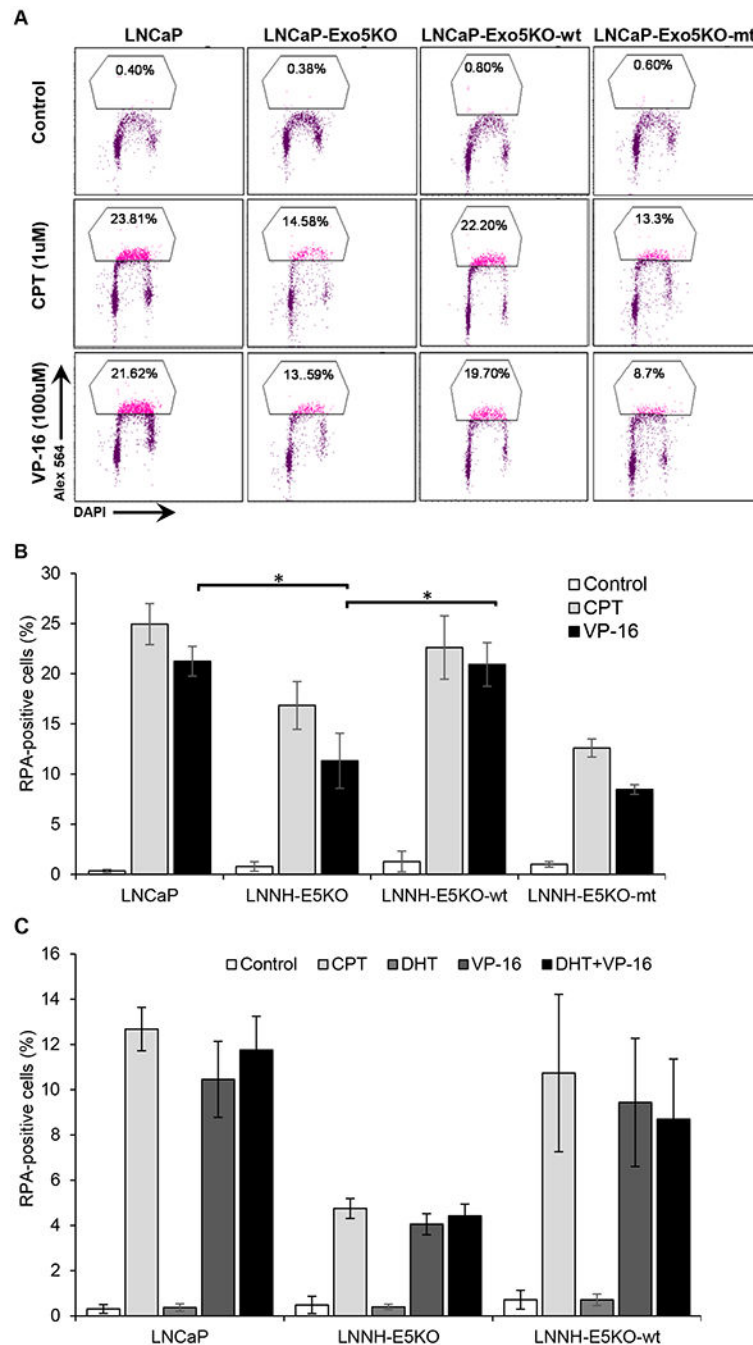 A
LNCaP LNCaP-Exo5KO LNCaP-Exo5KO-wt LNCaP-Exo5KO-mt
Control
0.40% 0.38% 0.80% 0.60%
CPT (1uM)
23.81% 14.58% 22.20% 13.3%
VP-16 (100uM)
21.62% 13..59% 19.70% 8.7%
Alex 564
DAPI
B
RPA-positive cells (%)
30
25
20
15
10
5
0
* *
Control
CPT
VP-16
LNCaP LNNH-E5KO LNNH-E5KO-wt LNNH-E5KO-mt
C
RPA-positive cells (%)
16
14
12
10
8
6
4
2
0
Control CPT DHT VP-16 DHT+VP-16
LNCaP LNNH-E5KO LNNH-E5KO-wt